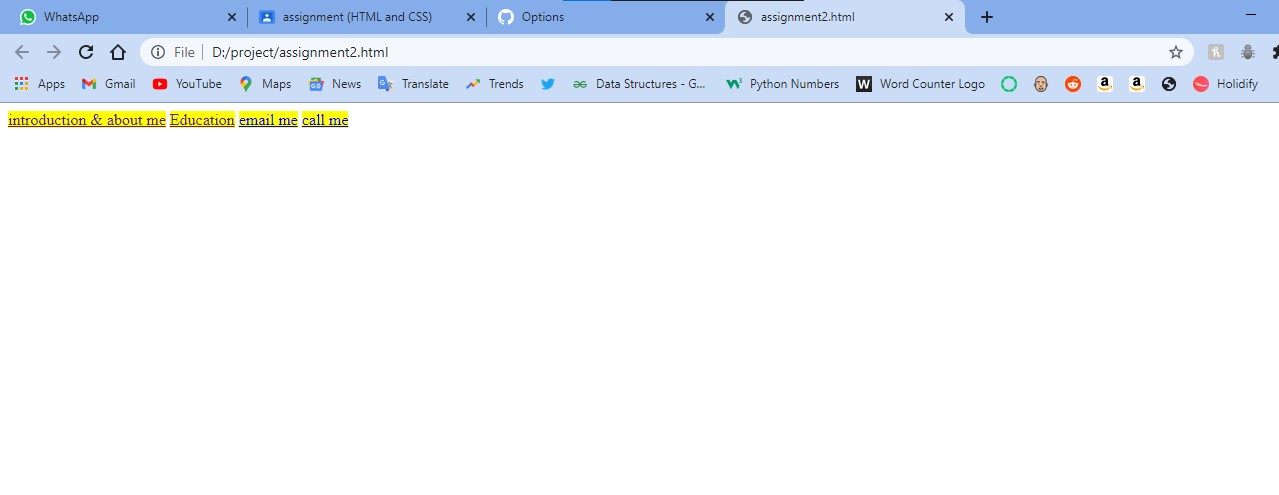 WhatsApp assignment (HTML and CSS) Options assignment2.html
File D:/project/assignment2.html
Apps Gmail YouTube Maps News Translate Trends Data Structures - G... Python Numbers W Word Counter Logo Holidify
introduction & about me Education email me call me